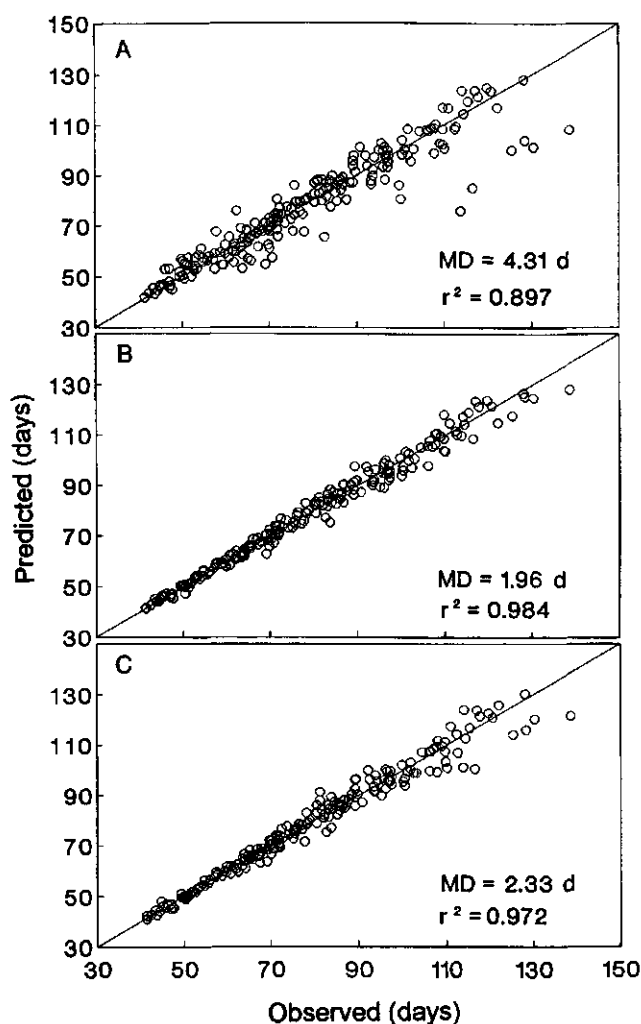 150
A
130
110
90
70
50
30
MD = 4.31 d
r² = 0.897
B
130
110
90
70
50
30
MD = 1.96 d
r² = 0.984
C
130
110
90
70
50
30
MD = 2.33 d
r² = 0.972
30 50 70 90 110 130 150
Predicted (days)
Observed (days)